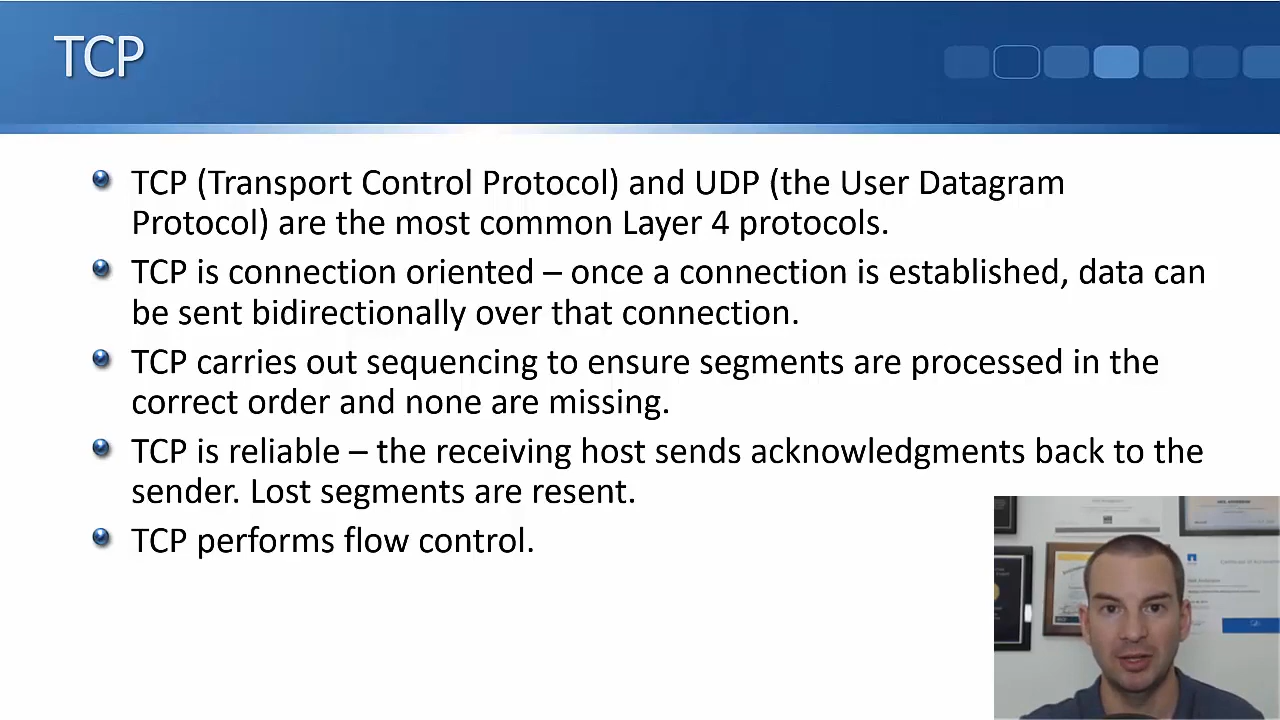 TCP
TCP (Transport Control Protocol) and UDP (the User Datagram
Protocol) are the most common Layer 4 protocols.
TCP is connection oriented – once a connection is established, data can
be sent bidirectionally over that connection.
TCP carries out sequencing to ensure segments are processed in the
correct order and none are missing.
TCP is reliable – the receiving host sends acknowledgments back to the
sender. Lost segments are resent.
TCP performs flow control.